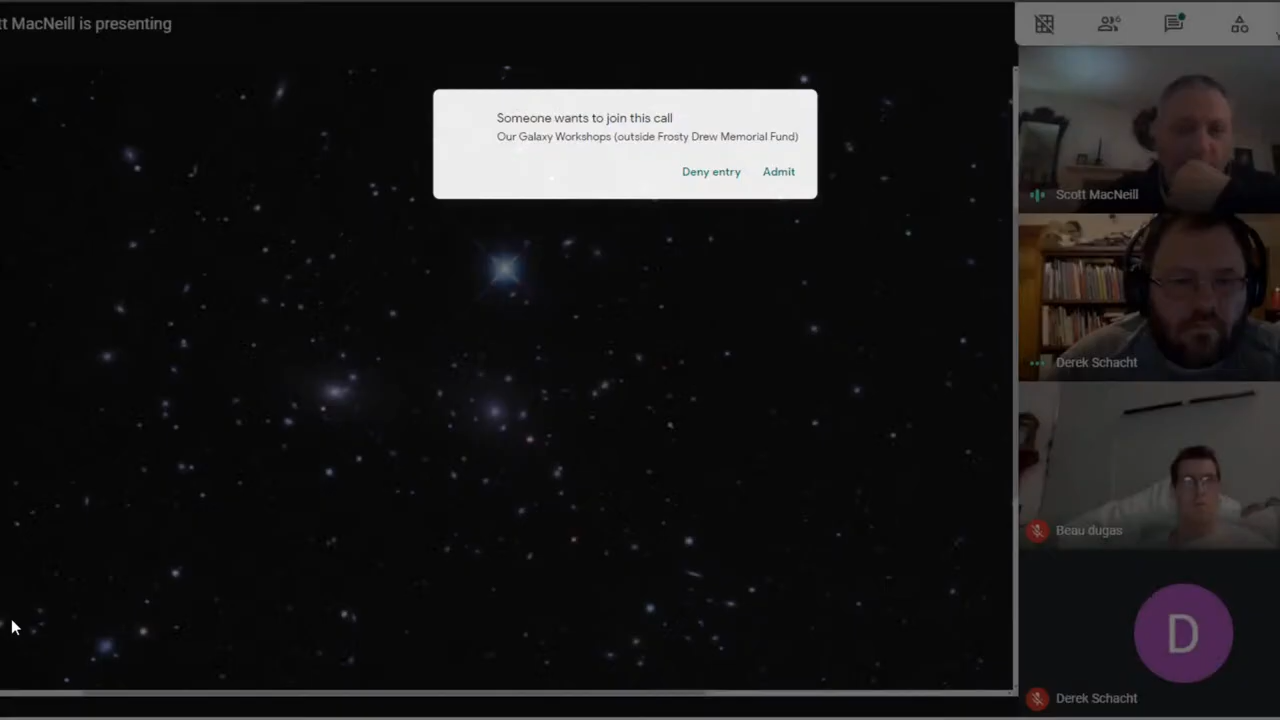 tt MacNeill is presenting
6
Someone wants to join this call
Our Galaxy Workshops (outside Frosty Drew Memorial Fund)
Deny entry Admit
Scott MacNeill
Derek Schacht
Beau dugas
D
Derek Schacht